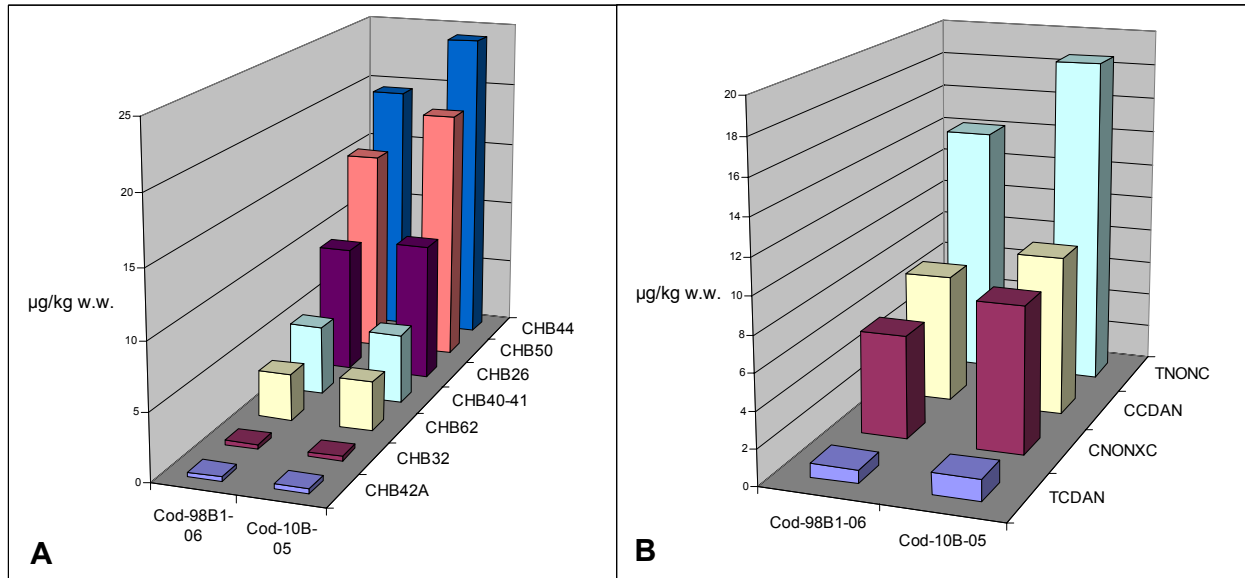 25
20
15
10
5
0
µg/kg w.w.
CHB44
CHB50
CHB26
CHB40-41
CHB62
CHB32
CHB42A
Cod-98B1-
06
Cod-10B-
05
A
20
18
16
14
12
10
8
6
4
2
0
µg/kg w.w.
TNONC
CCDAN
CNONXC
TCDAN
Cod-98B1-06
Cod-10B-05
B